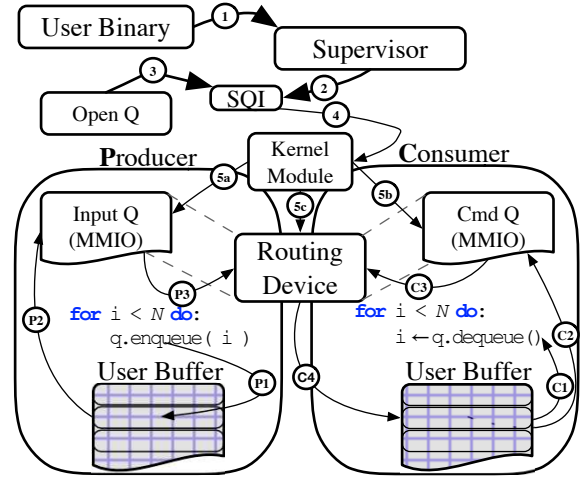 User Binary
1
Supervisor
3
2
SQI
Open Q
4
Producer
Kernel
Module
Consumer
5a
5c
5b
Input Q
(MMIO)
Cmd Q
(MMIO)
Routing
Device
P3
C3
P2
for i < N do:
q.enqueue( i )
for i < N do:
i ← q.dequeue()
C2
User Buffer
P1
C4
User Buffer
C1